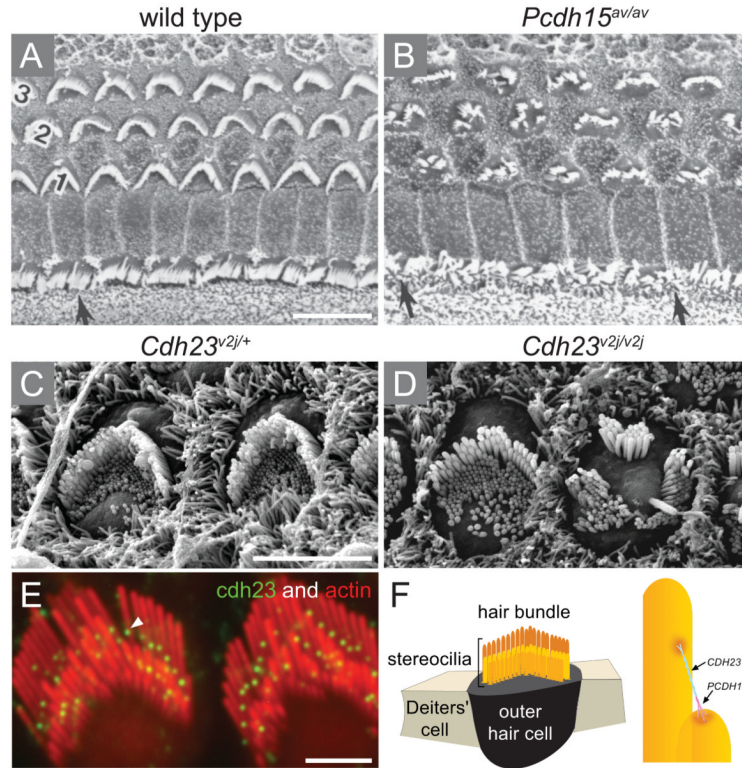 wild type
Pcdh15av/av
A
B
3
2
1
Cdh23v2j/+
Cdh23v2j/v2j
C
D
E
cdh23 and actin
F
hair bundle
stereocilia
Deiters'
cell
outer
hair cell
CDH23
PCDH1